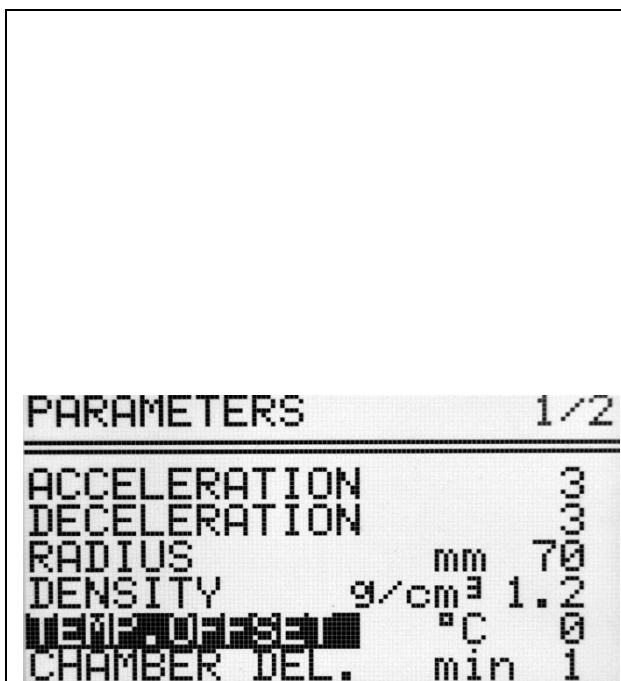 PARAMETERS 1/2
ACCELERATION 3
DECELERATION 3
RADIUS mm 70
DENSITY g/cm³ 1.2
TEMP.OFFSET °C 0
CHAMBER DEL. min 1